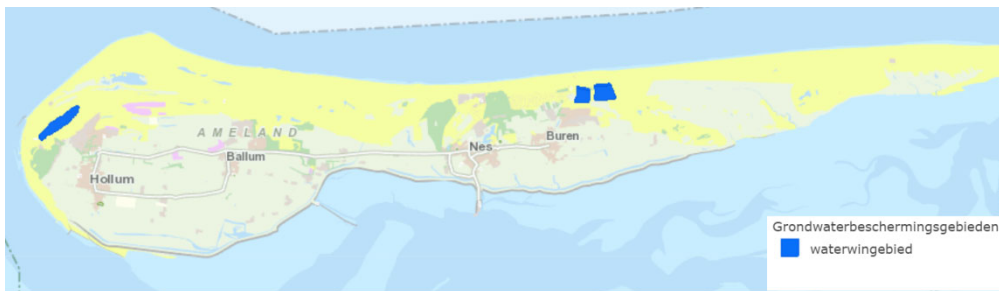 AMELAND
Buren
Nes
Ballum
Hollum
Grondwaterbeschermingsgebieden
waterwingebied